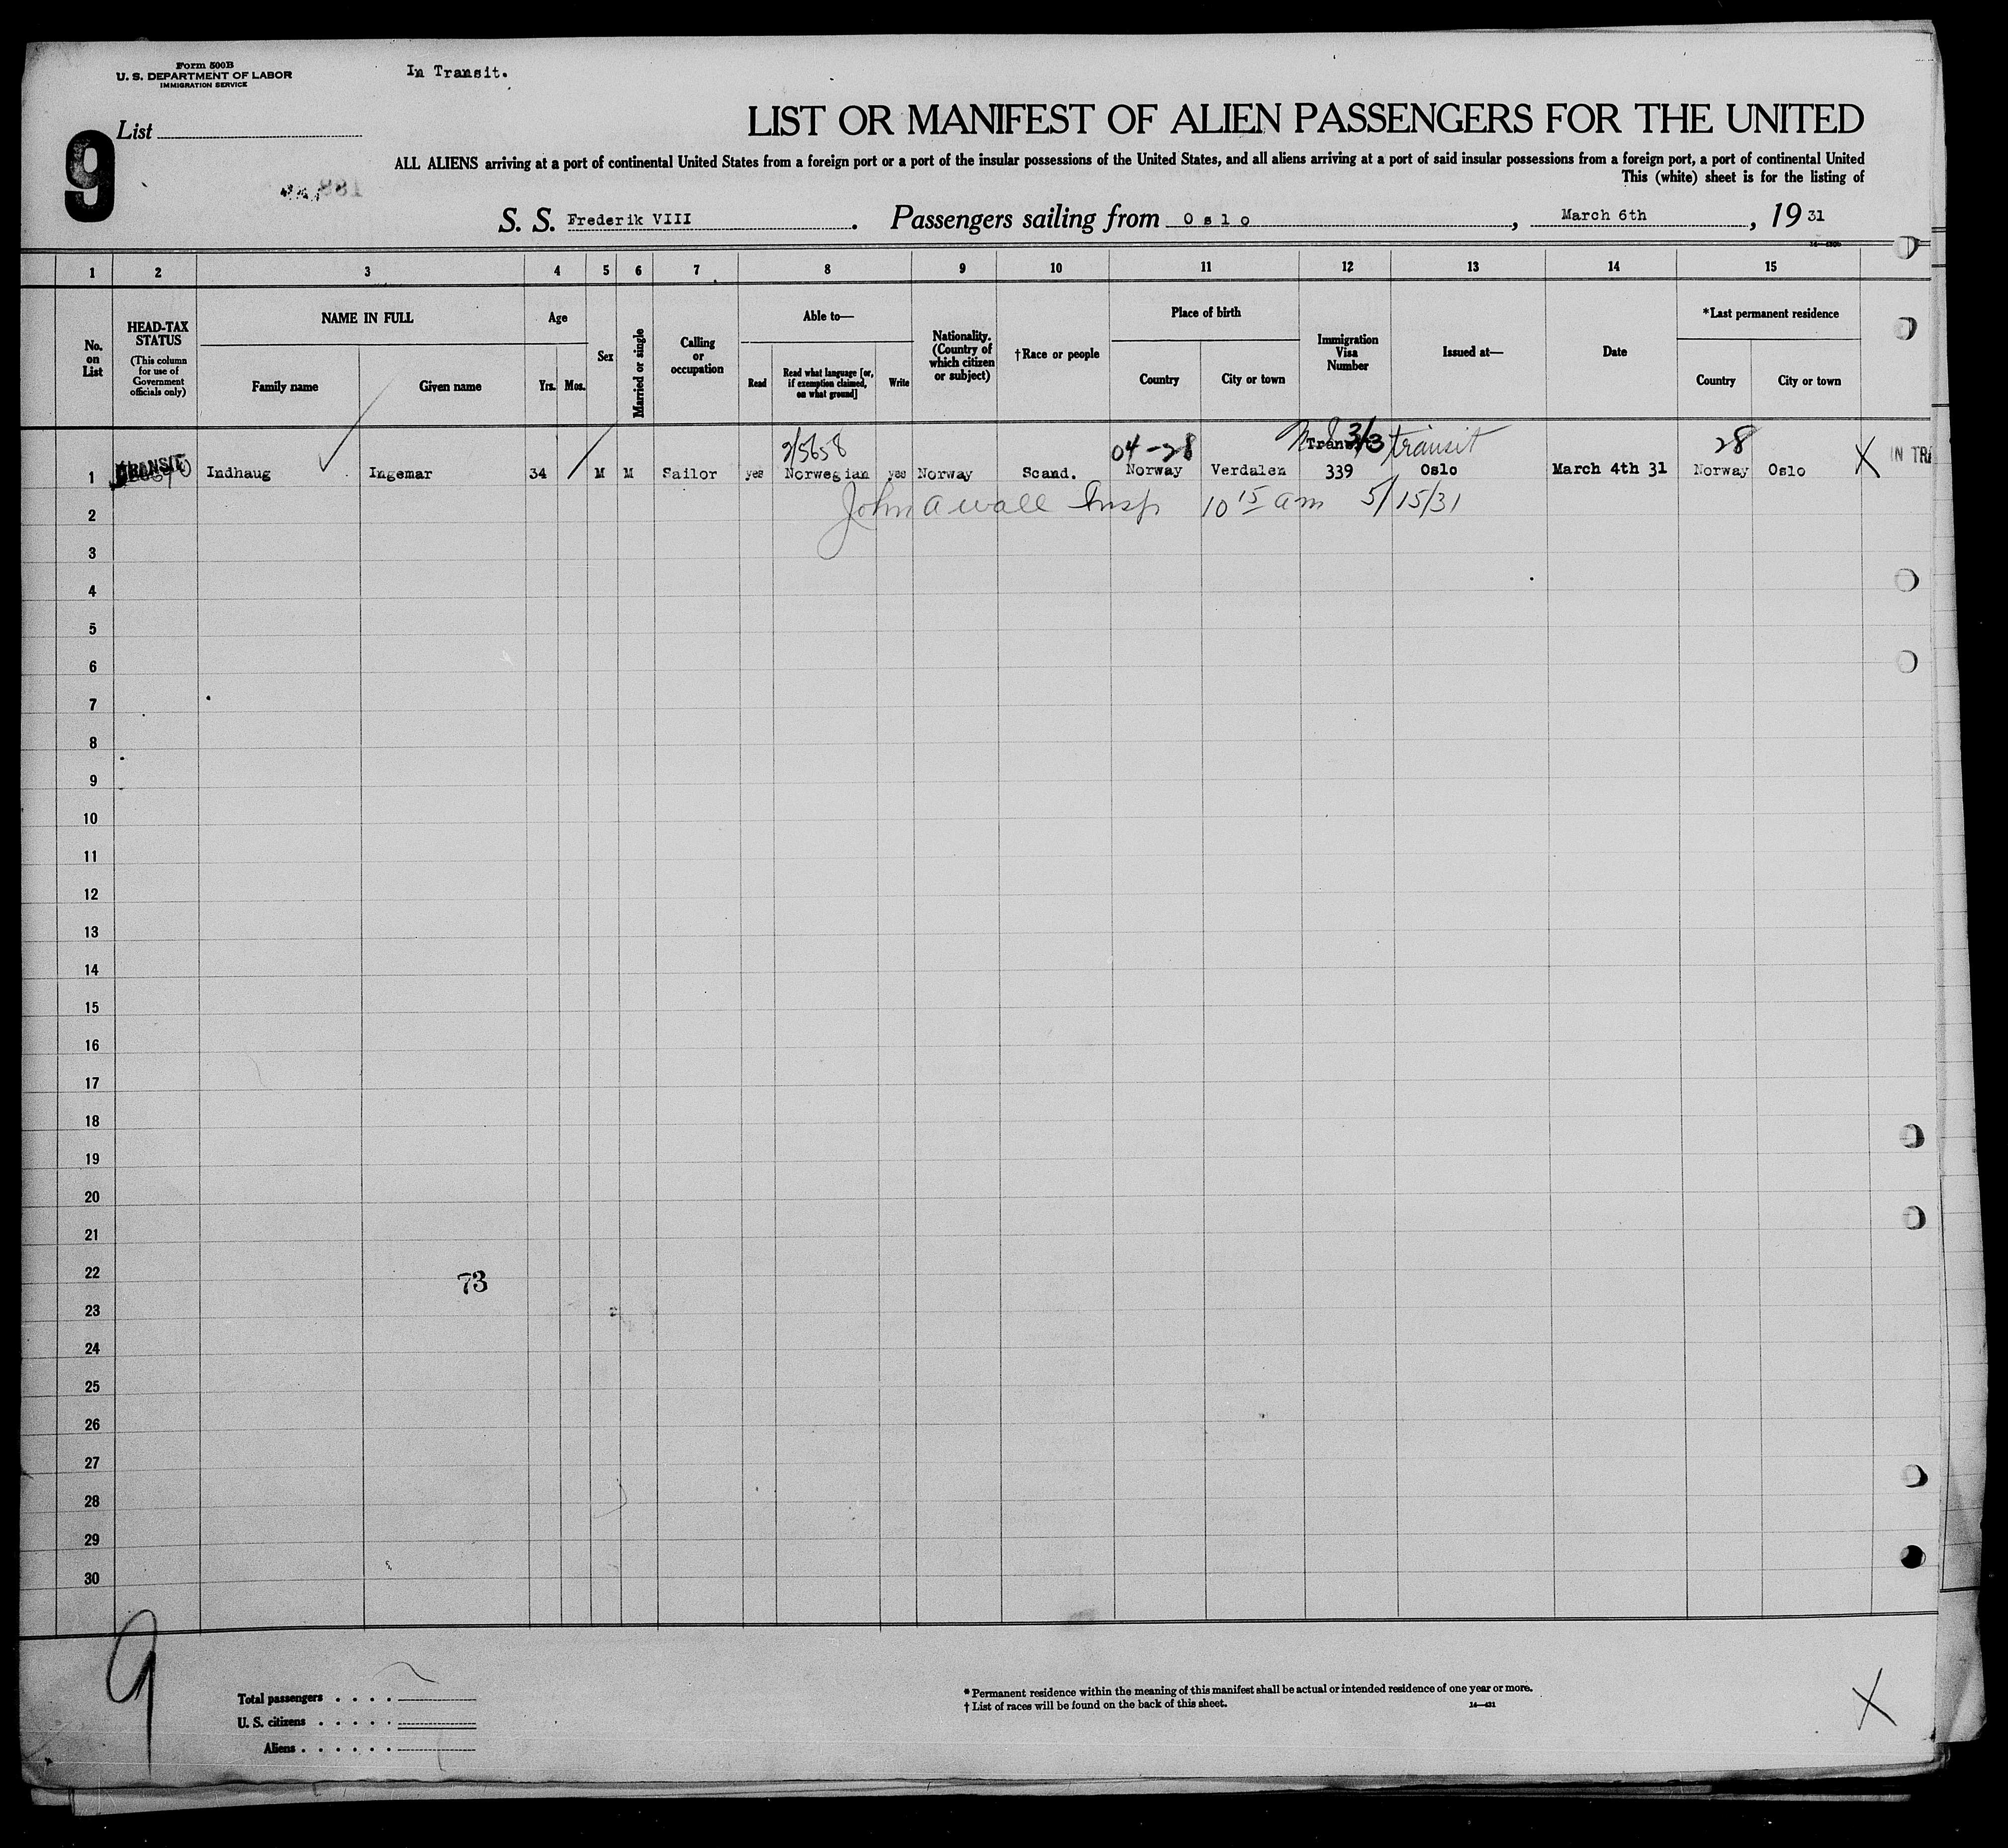 Form 500B
U. S. DEPARTMENT OF LABOR
IMMIGRATION SERVICE
In Transit.
9
List
LIST OR MANIFEST OF ALIEN PASSENGERS FOR THE UNITED
ALL ALIENS arriving at a port of continental United States from a foreign port or a port of the insular possessions of the United States, and all aliens arriving at a port of said insular possessions from a foreign port, a port of continental United
This (white) sheet is for the listing of
S. S. Frederik VIII. Passengers sailing from Oslo, March 6th, 1931
1 2 3 4 5 6 7 8 9 10 11 12 13 14 15
No. on List
HEAD-TAX STATUS (This column for use of Government officials only)
NAME IN FULL
Family name
Given name
Age
Yrs. Mos.
Sex
Married or single
Calling or occupation
Able to—
Read
Read what language [or, if exemption claimed, on what ground]
Write
Nationality. (Country of which citizen or subject)
†Race or people
Place of birth
Country
City or town
Immigration Visa Number
Issued at—
Date
*Last permanent residence
Country
City or town
04-28 Transit 3/3 transit 28
1 TRANSIT Indhaug Ingemar 34 M M Sailor yes Norwegian yes Norway Scand. Norway Verdalen 339 Oslo March 4th 31 Norway Oslo X IN TRA
2 John A Wall Insp 10 15 am 5/15/31
3
4
5
6
7
8
9
10
11
12
13
14
15
16
17
18
19
20
21
22
73
23
24
25
26
27
28
29
30
9
Total passengers
U. S. citizens
Aliens
*Permanent residence within the meaning of this manifest shall be actual or intended residence of one year or more.
†List of races will be found on the back of this sheet.
14—431
X